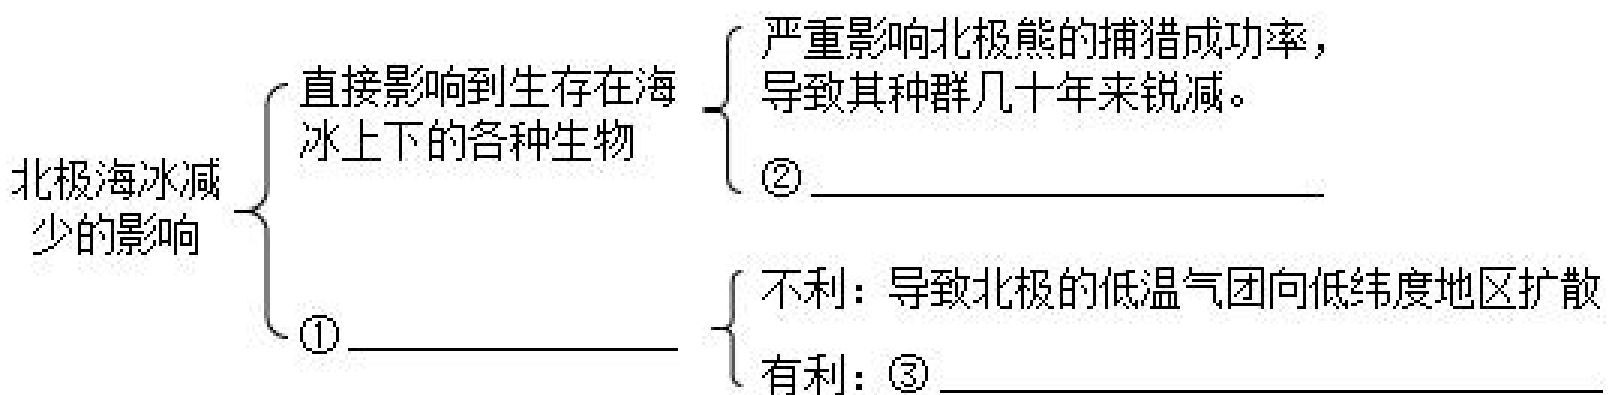 北极海冰减
少的影响
直接影响到生存在海
冰上下的各种生物
严重影响北极熊的捕猎成功率，
导致其种群几十年来锐减。
②
①
不利：导致北极的低温气团向低纬度地区扩散
有利：③